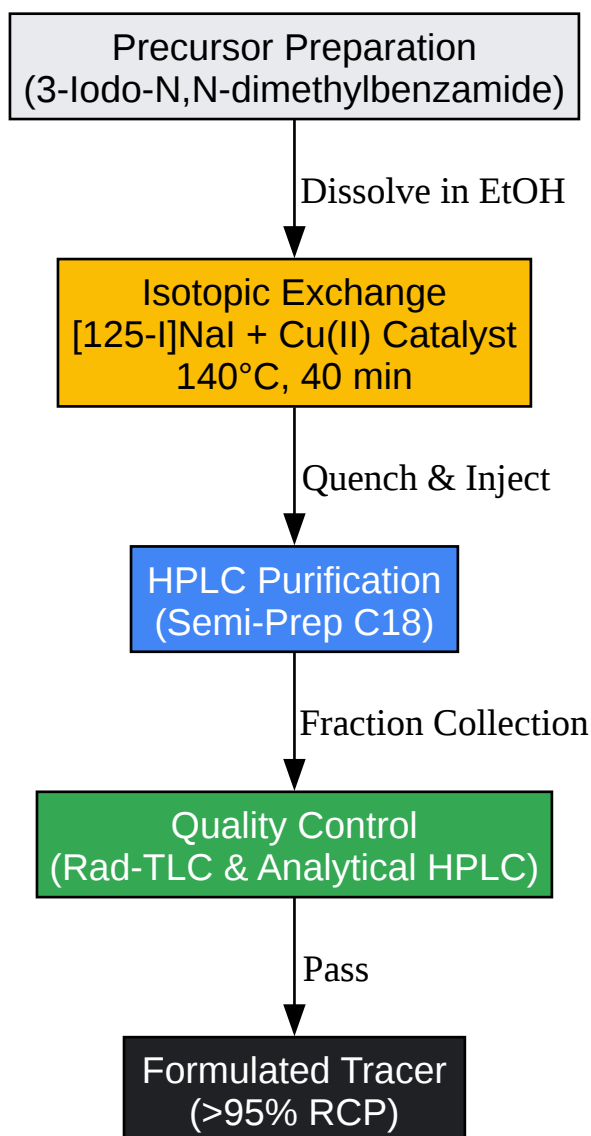 Precursor Preparation
(3-Iodo-N,N-dimethylbenzamide)
Dissolve in EtOH
Isotopic Exchange
[125-I]NaI + Cu(II) Catalyst
140°C, 40 min
Quench & Inject
HPLC Purification
(Semi-Prep C18)
Fraction Collection
Quality Control
(Rad-TLC & Analytical HPLC)
Pass
Formulated Tracer
(>95% RCP)